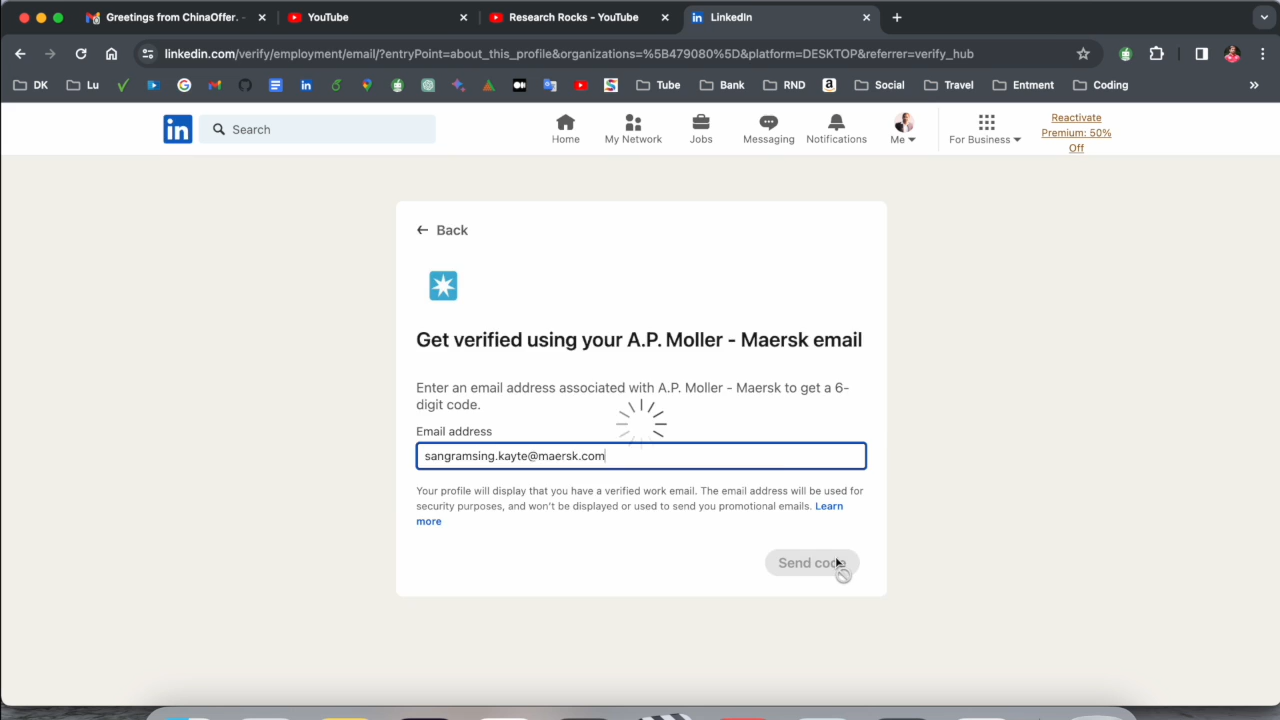 Greetings from ChinaOffer. -
YouTube
Research Rocks - YouTube
LinkedIn
linkedin.com/verify/employment/email/?entryPoint=about_this_profile&organizations=%5B479080%5D&platform=DESKTOP&referrer=verify_hub
DK
Lu
Tube
Bank
RND
Social
Travel
Entment
Coding
Search
Home
My Network
Jobs
Messaging
Notifications
Me
For Business
Reactivate
Premium: 50%
Off
Back
Get verified using your A.P. Moller - Maersk email
Enter an email address associated with A.P. Moller - Maersk to get a 6-
digit code.
Email address
sangramsing.kayte@maersk.com
Your profile will display that you have a verified work email. The email address will be used for
security purposes, and won't be displayed or used to send you promotional emails. Learn
more
Send code